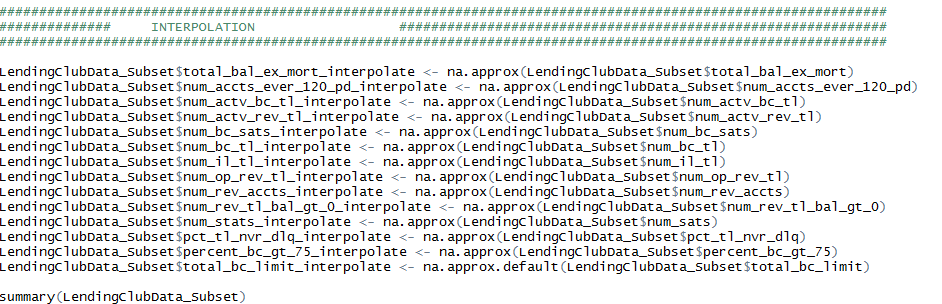 ###############################################################################################################
############## INTERPOLATION #############################################################
###############################################################################################################
LendingClubData_Subset$total_bal_ex_mort_interpolate <- na.approx(LendingClubData_Subset$total_bal_ex_mort)
LendingClubData_Subset$num_accts_ever_120_pd_interpolate <- na.approx(LendingClubData_Subset$num_accts_ever_120_pd)
LendingClubData_Subset$num_actv_bc_tl_interpolate <- na.approx(LendingClubData_Subset$num_actv_bc_tl)
LendingClubData_Subset$num_actv_rev_tl_interpolate <- na.approx(LendingClubData_Subset$num_actv_rev_tl)
LendingClubData_Subset$num_bc_sats_interpolate <- na.approx(LendingClubData_Subset$num_bc_sats)
LendingClubData_Subset$num_bc_tl_interpolate <- na.approx(LendingClubData_Subset$num_bc_tl)
LendingClubData_Subset$num_il_tl_interpolate <- na.approx(LendingClubData_Subset$num_il_tl)
LendingClubData_Subset$num_op_rev_tl_interpolate <- na.approx(LendingClubData_Subset$num_op_rev_tl)
LendingClubData_Subset$num_rev_accts_interpolate <- na.approx(LendingClubData_Subset$num_rev_accts)
LendingClubData_Subset$num_rev_tl_bal_gt_0_interpolate <- na.approx(LendingClubData_Subset$num_rev_tl_bal_gt_0)
LendingClubData_Subset$num_stats_interpolate <- na.approx(LendingClubData_Subset$num_sats)
LendingClubData_Subset$pct_tl_nvr_dlq_interpolate <- na.approx(LendingClubData_Subset$pct_tl_nvr_dlq)
LendingClubData_Subset$percent_bc_gt_75_interpolate <- na.approx(LendingClubData_Subset$percent_bc_gt_75)
LendingClubData_Subset$total_bc_limit_interpolate <- na.approx.default(LendingClubData_Subset$total_bc_limit)
summary(LendingClubData_Subset)